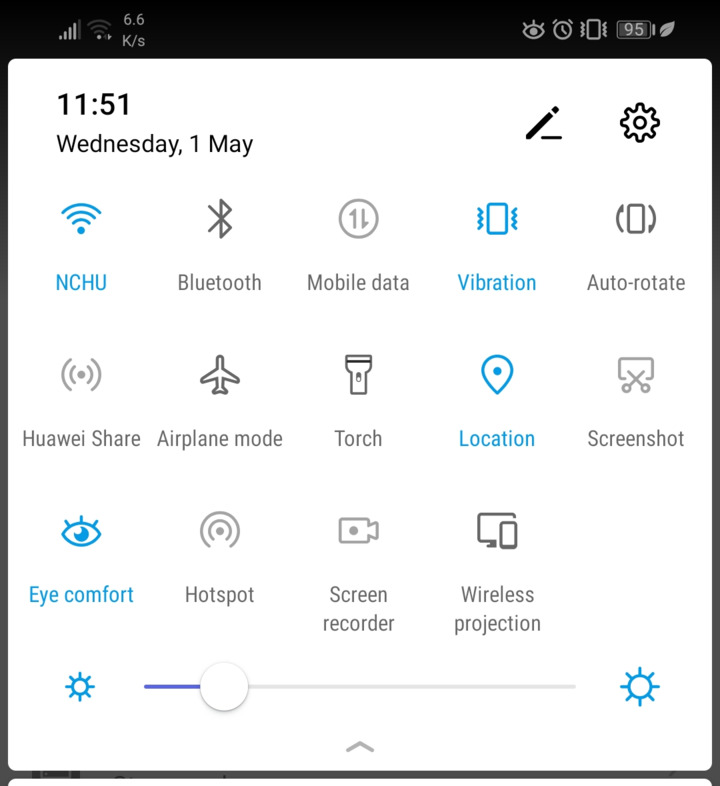 6.6
K/s
95
11:51
Wednesday, 1 May
NCHU
Bluetooth
Mobile data
Vibration
Auto-rotate
Huawei Share
Airplane mode
Torch
Location
Screenshot
Eye comfort
Hotspot
Screen
recorder
Wireless
projection